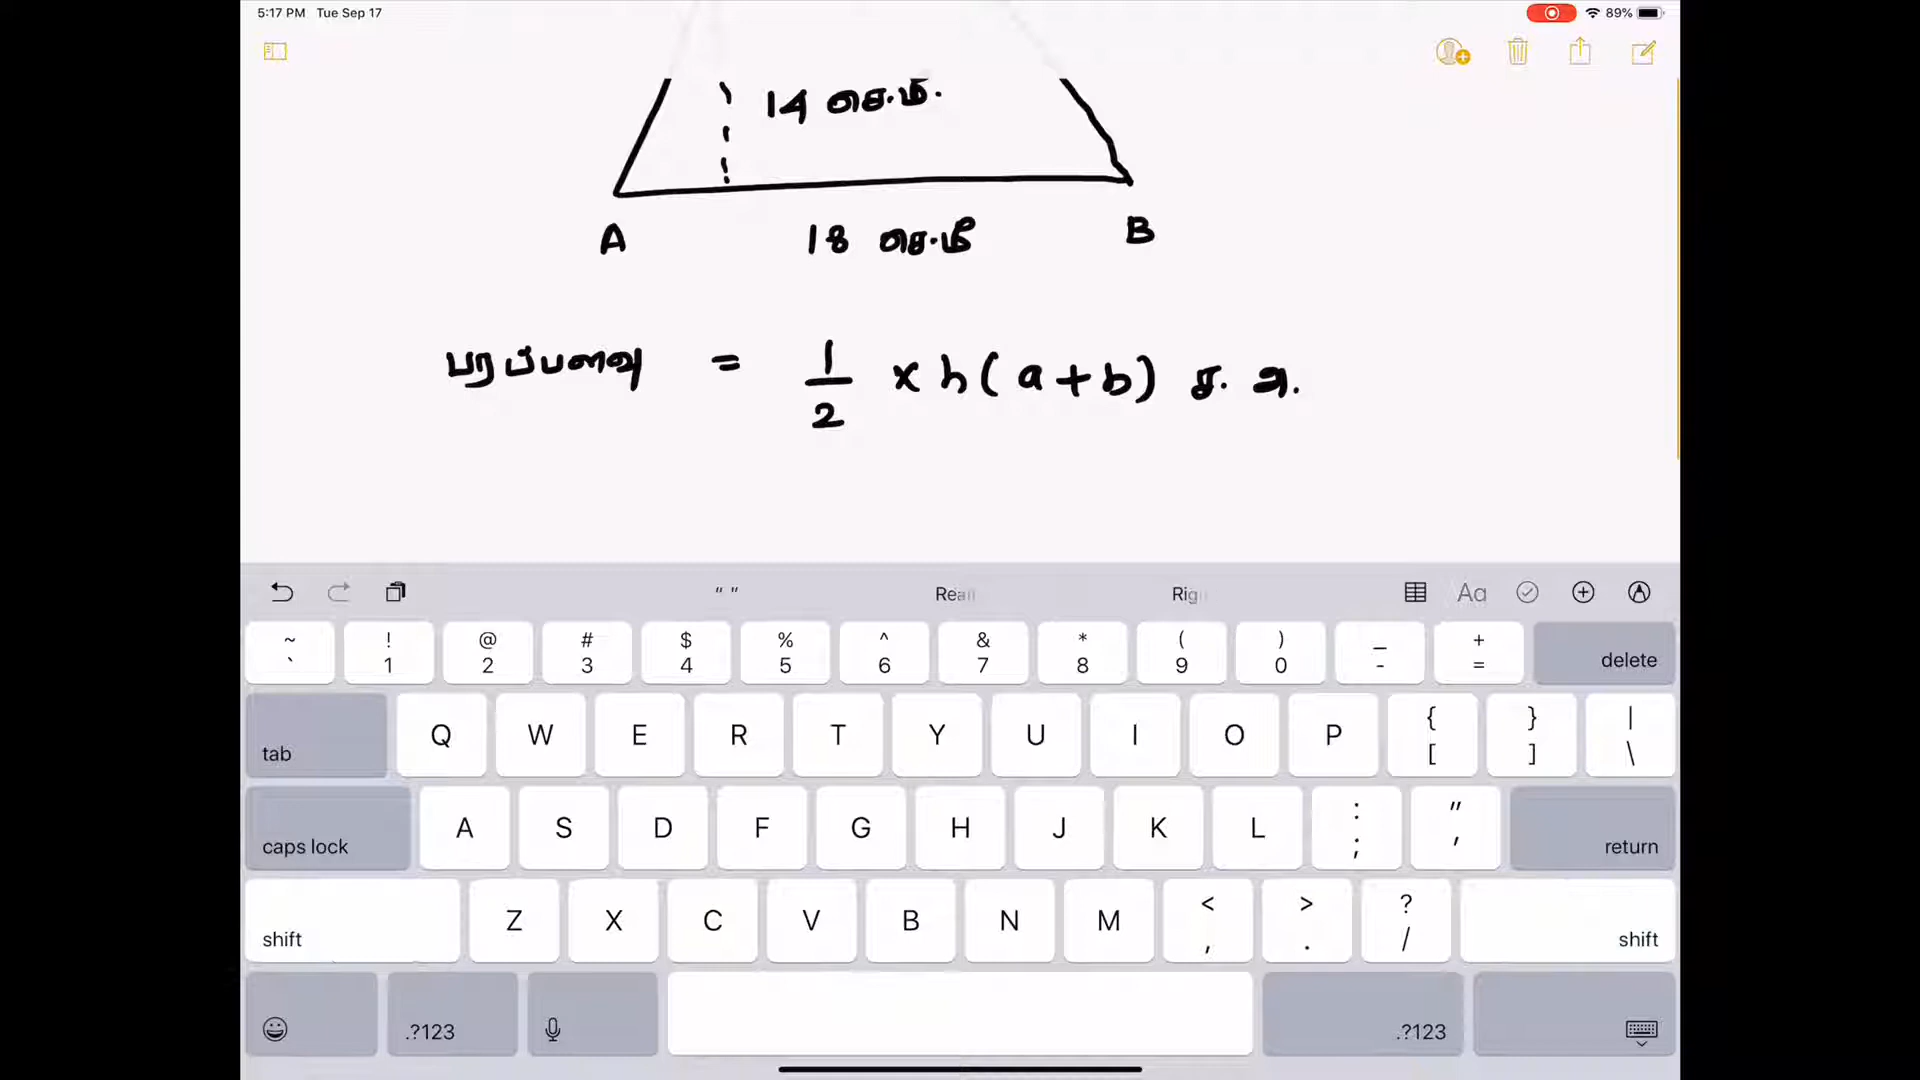 5:17 PM Tue Sep 17
89%
14 செ.மீ.
A 18 செ.மீ B
பரப்பளவு = 1/2 x h(a+b) ச. அ.
“ ” Rea Rig Aa
~ ! @ # $ % ^ & * ( ) _ +
` 1 2 3 4 5 6 7 8 9 0 - = delete
tab Q W E R T Y U I O P { [ } ] | \
caps lock A S D F G H J K L : ; " ' return
shift Z X C V B N M < , > . ? / shift
.?123 .?123